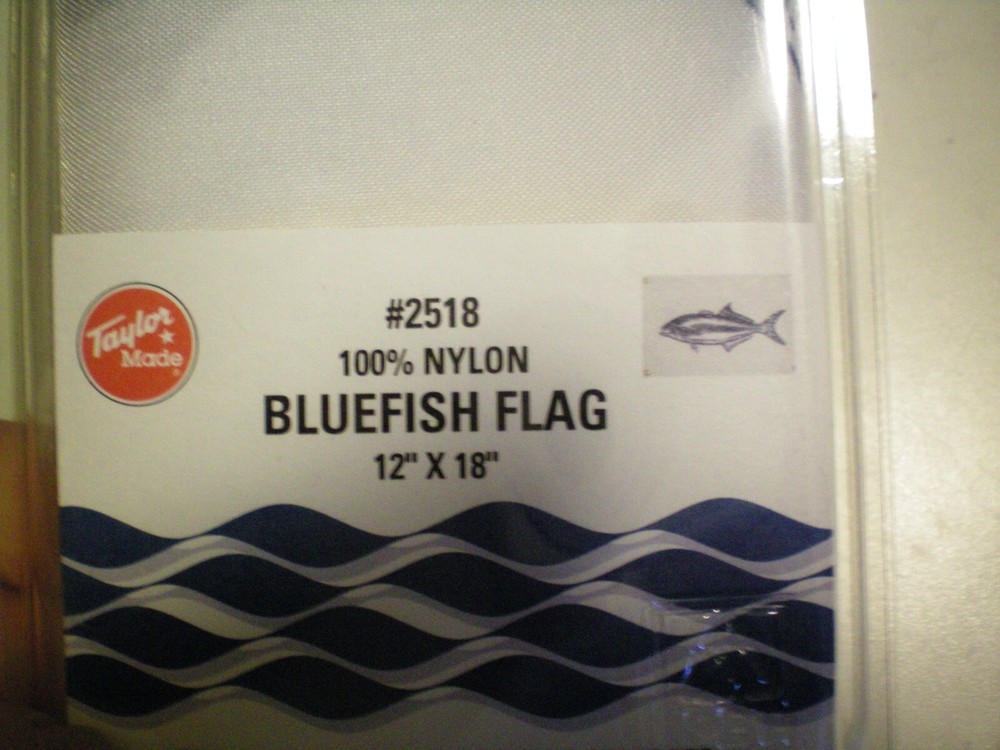 Taylor
Made
#2518
100% NYLON
BLUEFISH FLAG
12" X 18"